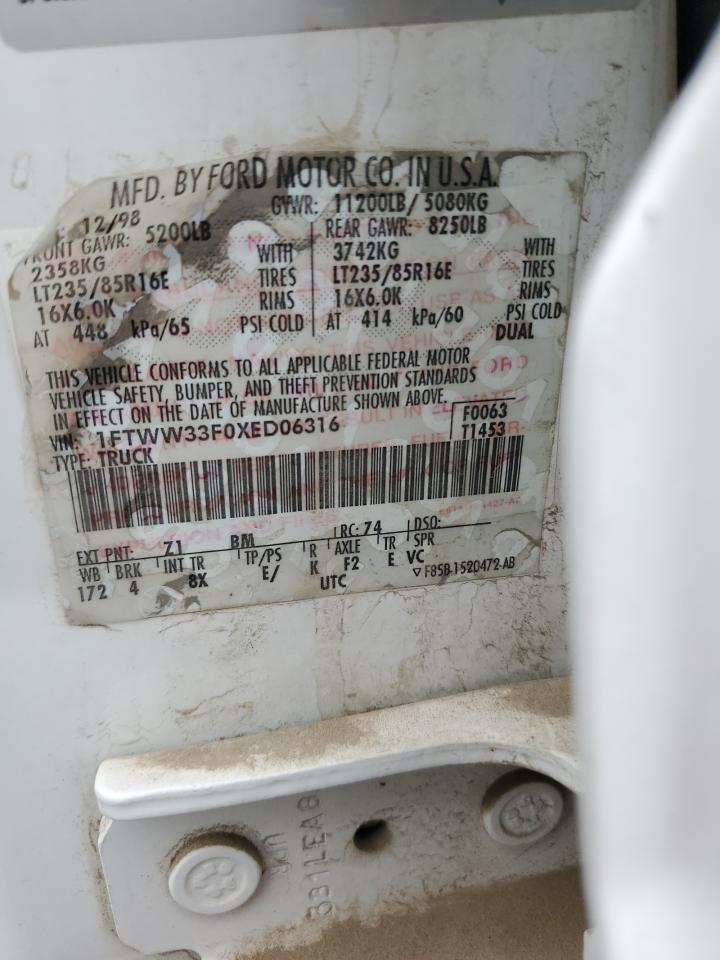 MFD. BY FORD MOTOR CO. IN U.S.A.
12/98 GVWR: 11200LB/ 5080KG
FRONT GAWR: 5200LB REAR GAWR: 8250LB
2358KG WITH 3742KG WITH
LT235/85R16E TIRES LT235/85R16E TIRES
16X6.0K RIMS 16X6.0K RIMS
AT 448 kPa/65 PSI COLD AT 414 kPa/60 PSI COLD
DUAL
THIS VEHICLE CONFORMS TO ALL APPLICABLE FEDERAL MOTOR
VEHICLE SAFETY, BUMPER, AND THEFT PREVENTION STANDARDS
IN EFFECT ON THE DATE OF MANUFACTURE SHOWN ABOVE.
VIN: 1FTWW33F0XED06316 F0063
TYPE: TRUCK T1453
EXT PNT: Z1 BM RC: 74 DSO:
WB BRK INT TR TP/PS R AXLE TR SPR
172 4 8X E/ K F2 E VC
UTC ▽ F85B-1520472-AB
381LEA8